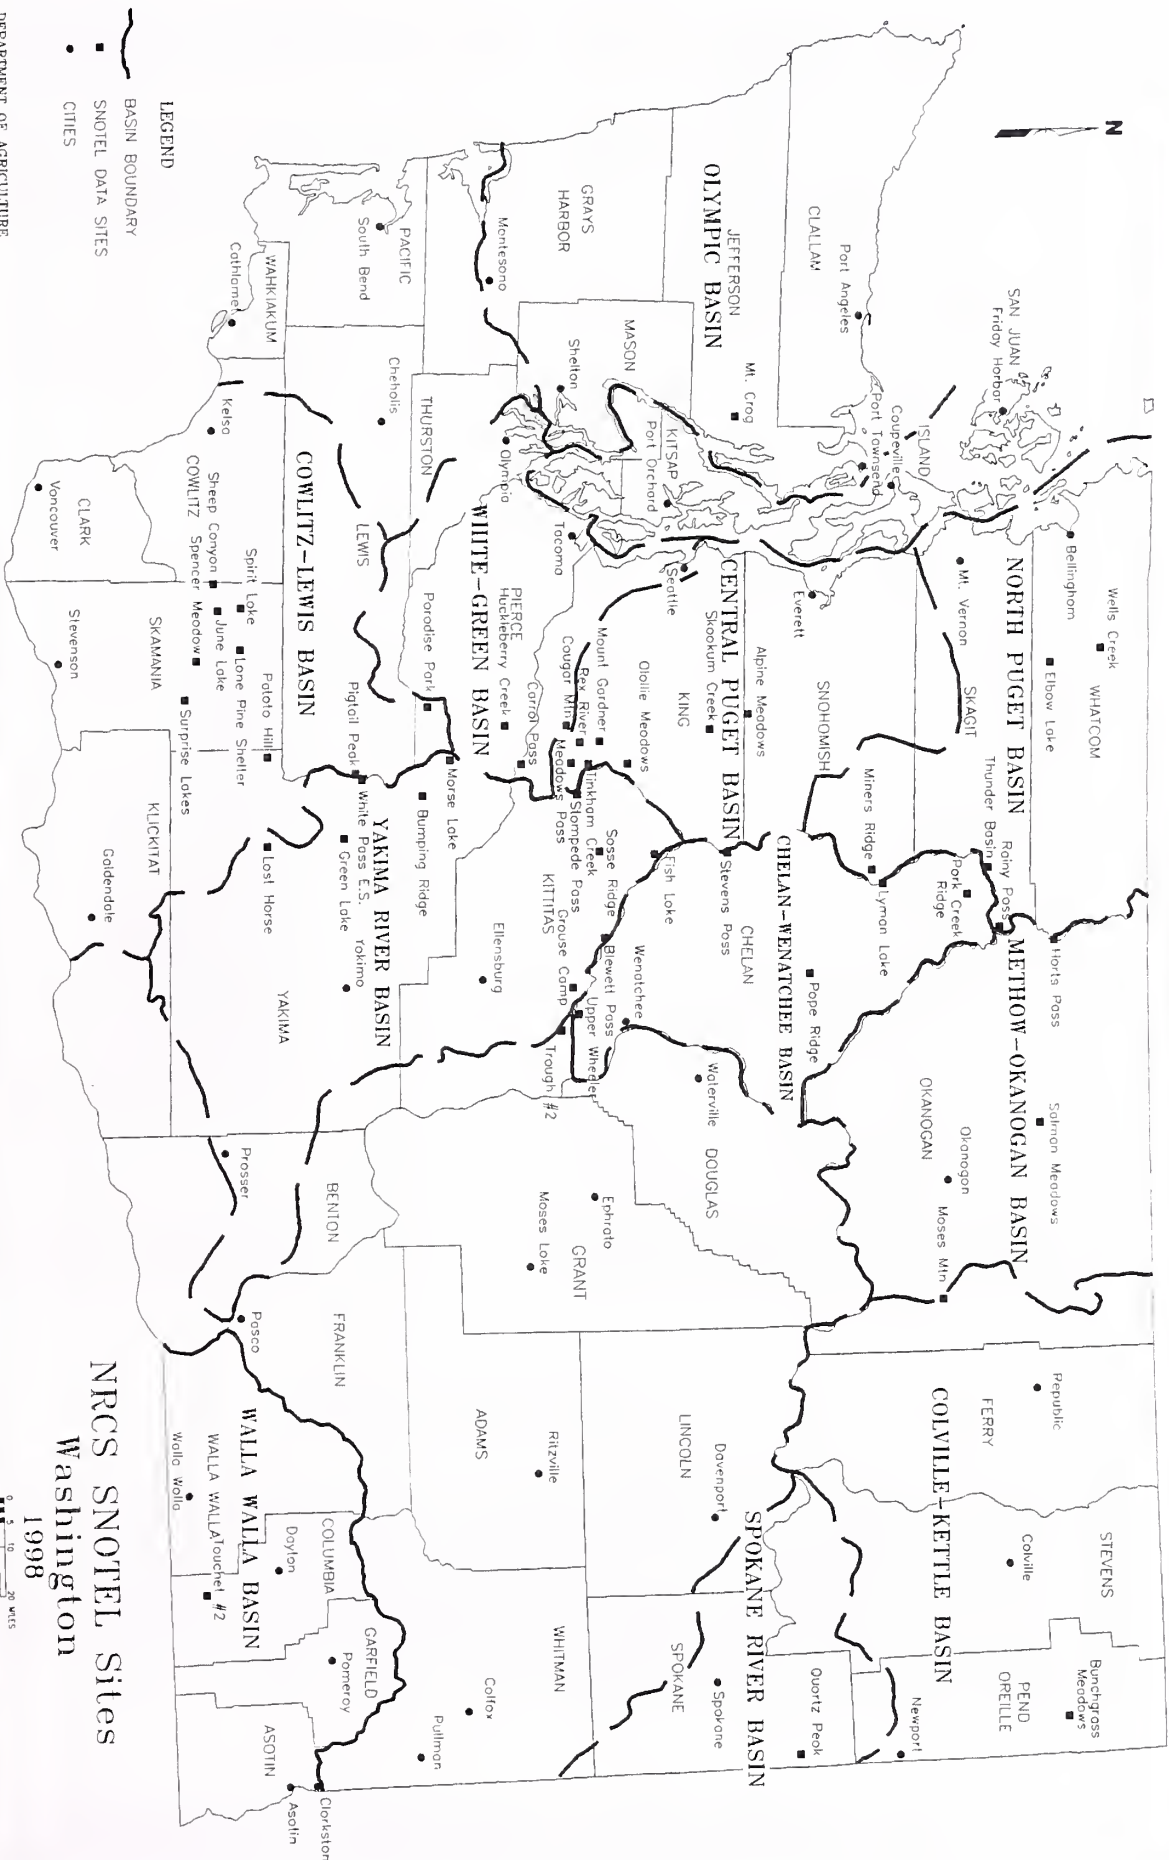 N
SAN JUAN
Friday Harbor
Bellingham
Wells Creek
WHATCOM
Elbow Lake
NORTH PUGET BASIN
Mt. Vernon
SKAGIT
Thunder Basin
Rainy Pass
Park Creek
Ridge
Harts Pass
METHOW-OKANOGAN BASIN
Salmon Meadows
OKANOGAN
Okanogan
Moses Mtn
Republic
FERRY
COLVILLE-KETTLE BASIN
Colville
STEVENS
Bunchgrass
Meadows
PEND
OREILLE
Newport
CLALLAM
Port Angeles
Port Townsend
Coupeville
ISLAND
Everett
SNOHOMISH
Miners Ridge
Lyman Lake
CHELAN-WENATCHEE BASIN
Pope Ridge
CHELAN
OLYMPIC BASIN
JEFFERSON
Mt. Crag
KITSAP
Port Orchard
Seattle
CENTRAL PUGET BASIN
Alpine Meadows
Skookum Creek
KING
Stevens Pass
Fish Lake
Olallie Meadows
Mount Gardner
Rex River
Cougar Mtn.
Tinkham Creek
Stampede Pass
Meadows Pass
Sasse Ridge
KITTITAS
Grouse Camp
Blewett Pass
Upper Wheeler
Trough #2
Wenatchee
Waterville
DOUGLAS
Ephrata
GRANT
Moses Lake
LINCOLN
Davenport
SPOKANE RIVER BASIN
Quartz Peak
Spokane
SPOKANE
GRAYS
HARBOR
Montesano
MASON
Shelton
Olympia
Tacoma
WHITE-GREEN BASIN
PIERCE
Huckleberry Creek
Corral Pass
Morse Lake
Bumping Ridge
Ellensburg
ADAMS
Ritzville
WHITMAN
Colfax
Pullman
PACIFIC
South Bend
THURSTON
Chehalis
LEWIS
Paradise Park
Pigtail Peak
White Pass E.S.
Green Lake
YAKIMA RIVER BASIN
Yakima
YAKIMA
COWLITZ-LEWIS BASIN
WAHKIAKUM
Cathlamet
Kelso
COWLITZ
Sheep Canyon
Spencer Meadow
Spirit Lake
June Lake
Lone Pine Shelter
Potato Hill
Surprise Lakes
Lost Horse
SKAMANIA
CLARK
Vancouver
Stevenson
KLICKITAT
Goldendale
Prosser
BENTON
Pasco
FRANKLIN
WALLA WALLA BASIN
WALLA WALLA
Walla Walla
Touchet #2
Dayton
COLUMBIA
GARFIELD
Pomeroy
ASOTIN
Asotin
Clarkston
LEGEND
BASIN BOUNDARY
SNOTEL DATA SITES
CITIES
NRCS SNOTEL Sites
Washington
1998
0 5 10 20 MILES
DEPARTMENT OF AGRICULTURE